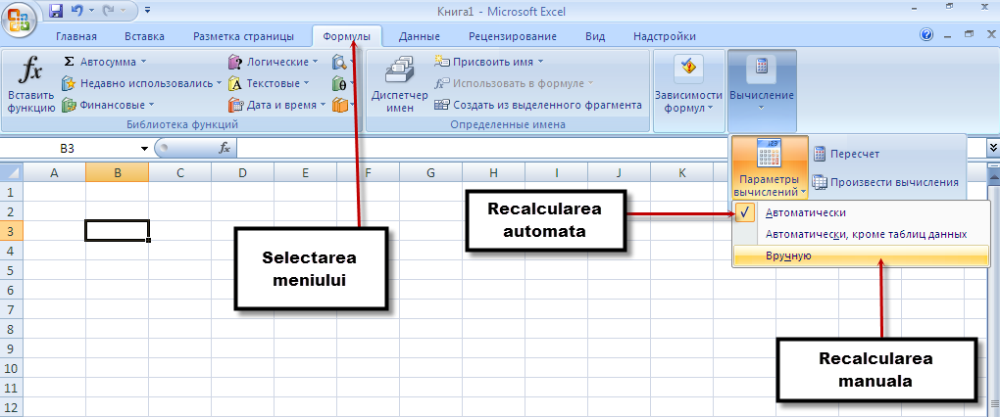 Книга1 - Microsoft Excel
Главная Вставка Разметка страницы Формулы Данные Рецензирование Вид Надстройки
fx Вставить функцию
Σ Автосумма
Недавно использовались
Финансовые
Логические
Текстовые
Дата и время
Библиотека функций
Диспетчер имен
Присвоить имя
Использовать в формуле
Создать из выделенного фрагмента
Определенные имена
Зависимости формул
Вычисление
B3 fx
A B C D E F G H I J K
1
2
3
4
5
6
7
8
9
10
11
12
Параметры вычислений
Пересчет
Произвести вычисления
Автоматически
Автоматически, кроме таблиц данных
Вручную
Selectarea
meniului
Recalcularea
automata
Recalcularea
manuala